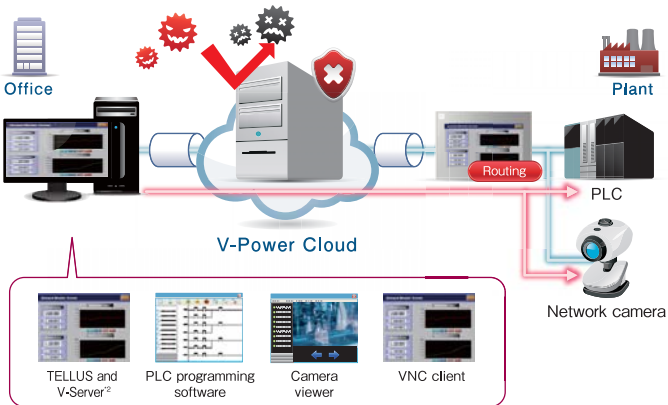 Office
Plant
Routing
PLC
V-Power Cloud
Network camera
TELLUS and
V-Server*2
PLC programming
software
Camera
viewer
VNC client